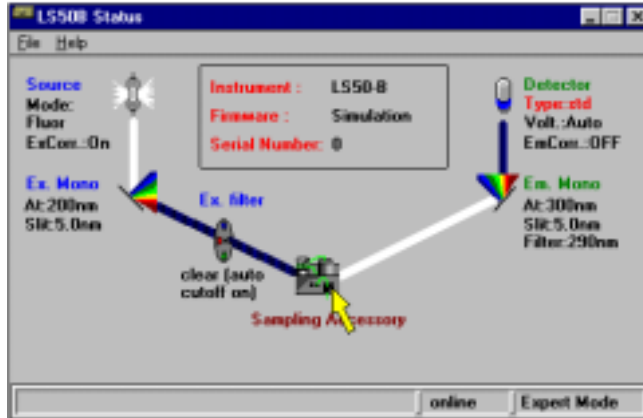 LS50B Status
File Help
Source
Mode:
Fluor
ExCorr.:On
Instrument : LS50-B
Firmware : Simulation
Serial Number: 0
Detector
Type:std
Volt.:Auto
EmCorr.:OFF
Ex. Mono
At:200nm
Slit:5.0nm
Ex. filter
clear (auto
cutoff on)
Em. Mono
At:300nm
Slit:5.0nm
Filter:290nm
Sampling Accessory
online
Expert Mode